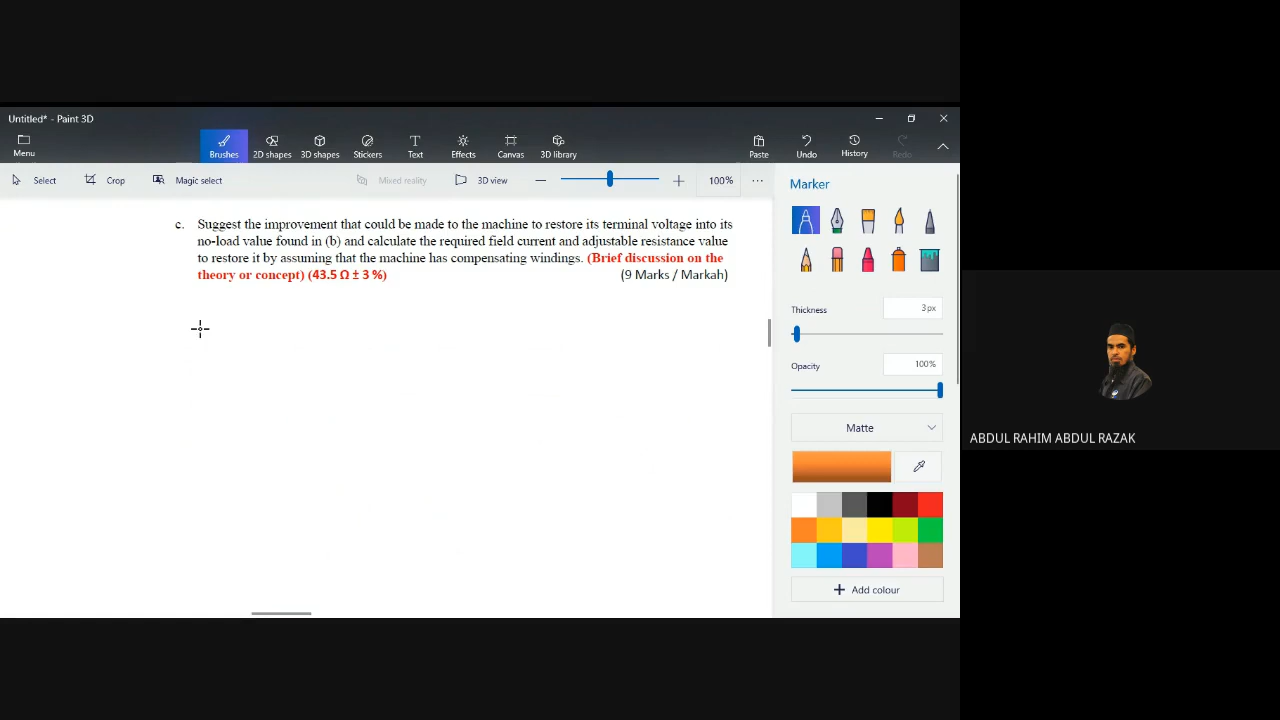 Untitled* - Paint 3D
Menu
Brushes 2D shapes 3D shapes Stickers Text Effects Canvas 3D library Paste Undo History Redo
Select Crop Magic select Mixed reality 3D view 100%
Marker
c. Suggest the improvement that could be made to the machine to restore its terminal voltage into its
no-load value found in (b) and calculate the required field current and adjustable resistance value
to restore it by assuming that the machine has compensating windings. (Brief discussion on the
theory or concept) (43.5 Ω ± 3 %) (9 Marks / Markah)
Thickness 3px
Opacity 100%
Matte
+ Add colour
ABDUL RAHIM ABDUL RAZAK